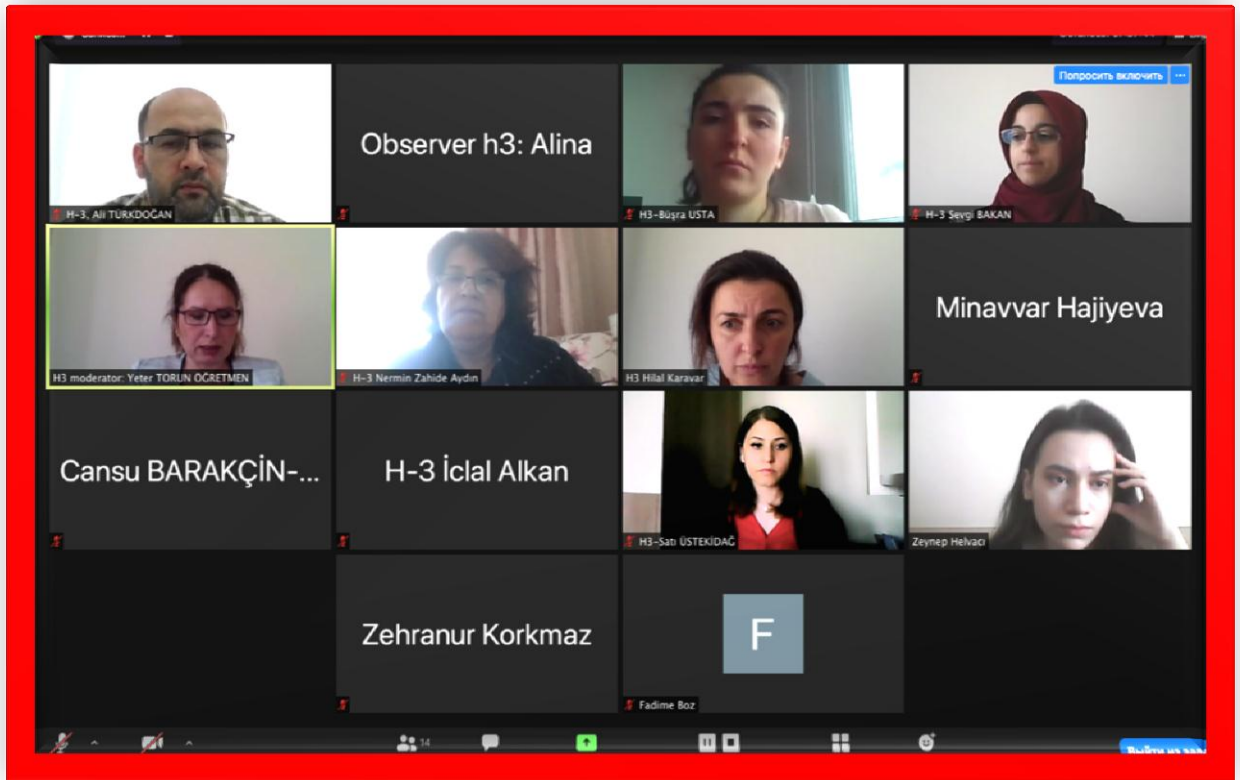 Попросить включить ...
H-3, Ali TÜRKDOĞAN
Observer h3: Alina
H3-Büşra USTA
H-3 Sevgi BAKAN
H3 moderator: Yeter TORUN ÖĞRETMEN
H-3 Nermin Zahide Aydın
H3 Hilal Karavar
Minavvar Hajiyeva
Cansu BARAKÇİN-...
H-3 İclal Alkan
H3-Satı ÜSTEKİDAĞ
Zeynep Helvacı
Zehranur Korkmaz
F
Fadime Boz
14